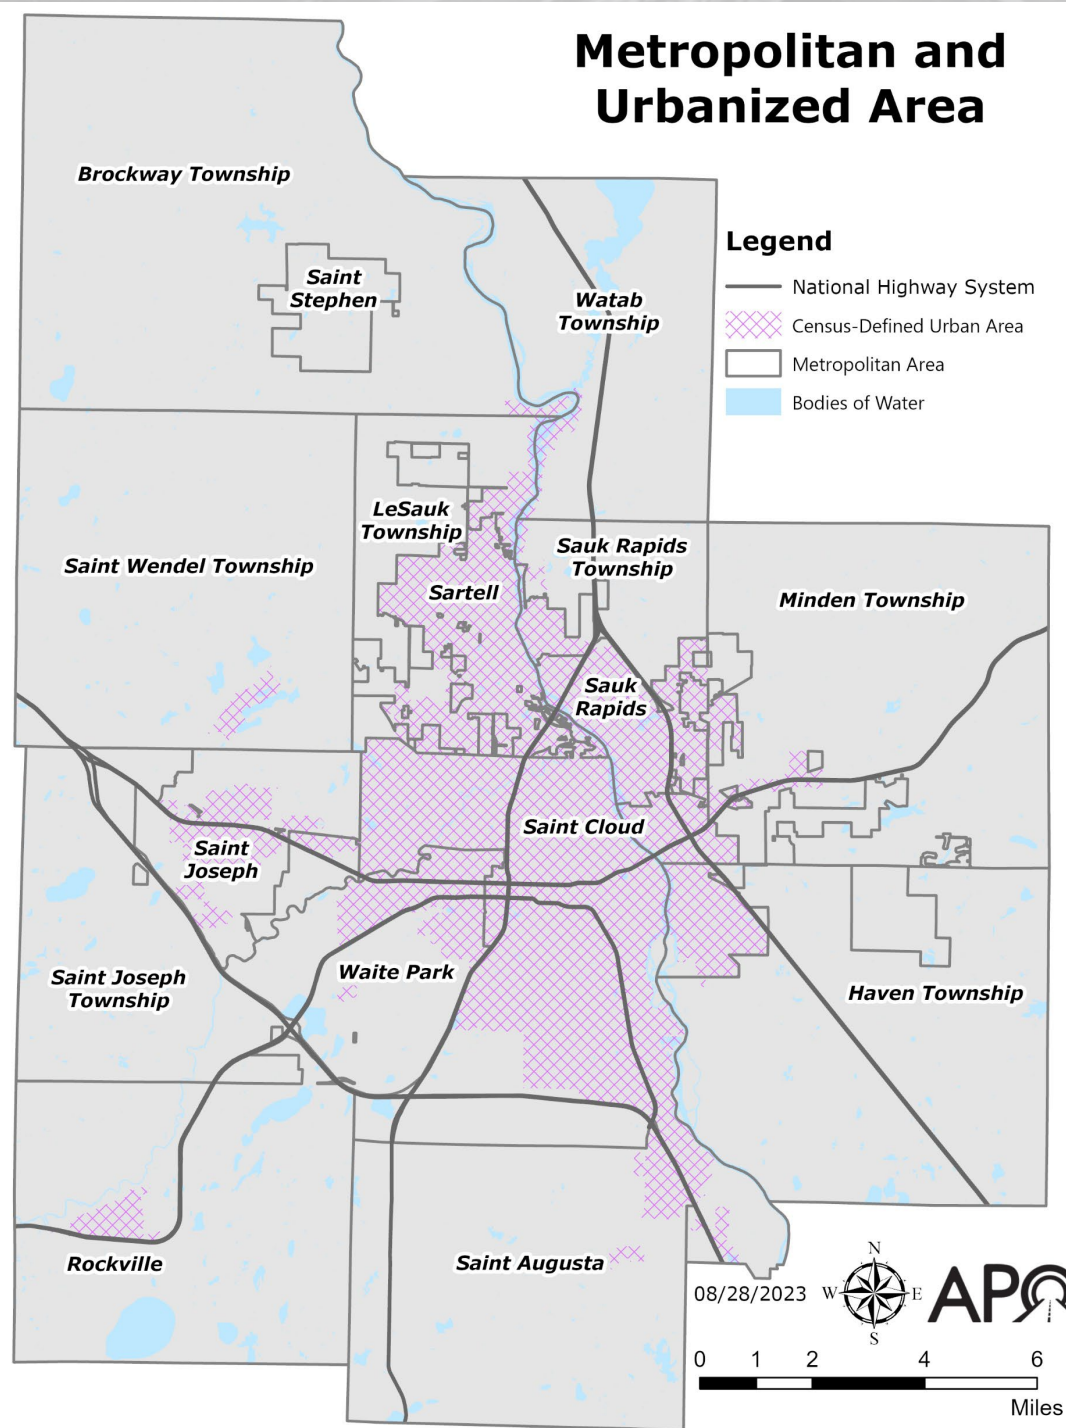 Metropolitan and
Urbanized Area
Brockway Township
Legend
Saint
Stephen
National Highway System
Watab
Township
Census-Defined Urban Area
Metropolitan Area
Bodies of Water
LeSauk
Township
Saint Wendel Township
Sauk Rapids
Township
Sartell
Minden Township
Sauk
Rapids
Saint Cloud
Saint
Joseph
Saint Joseph
Township
Waite Park
Haven Township
Rockville
Saint Augusta
08/28/2023
N
W
E
S
APO
0 1 2 4 6
Miles